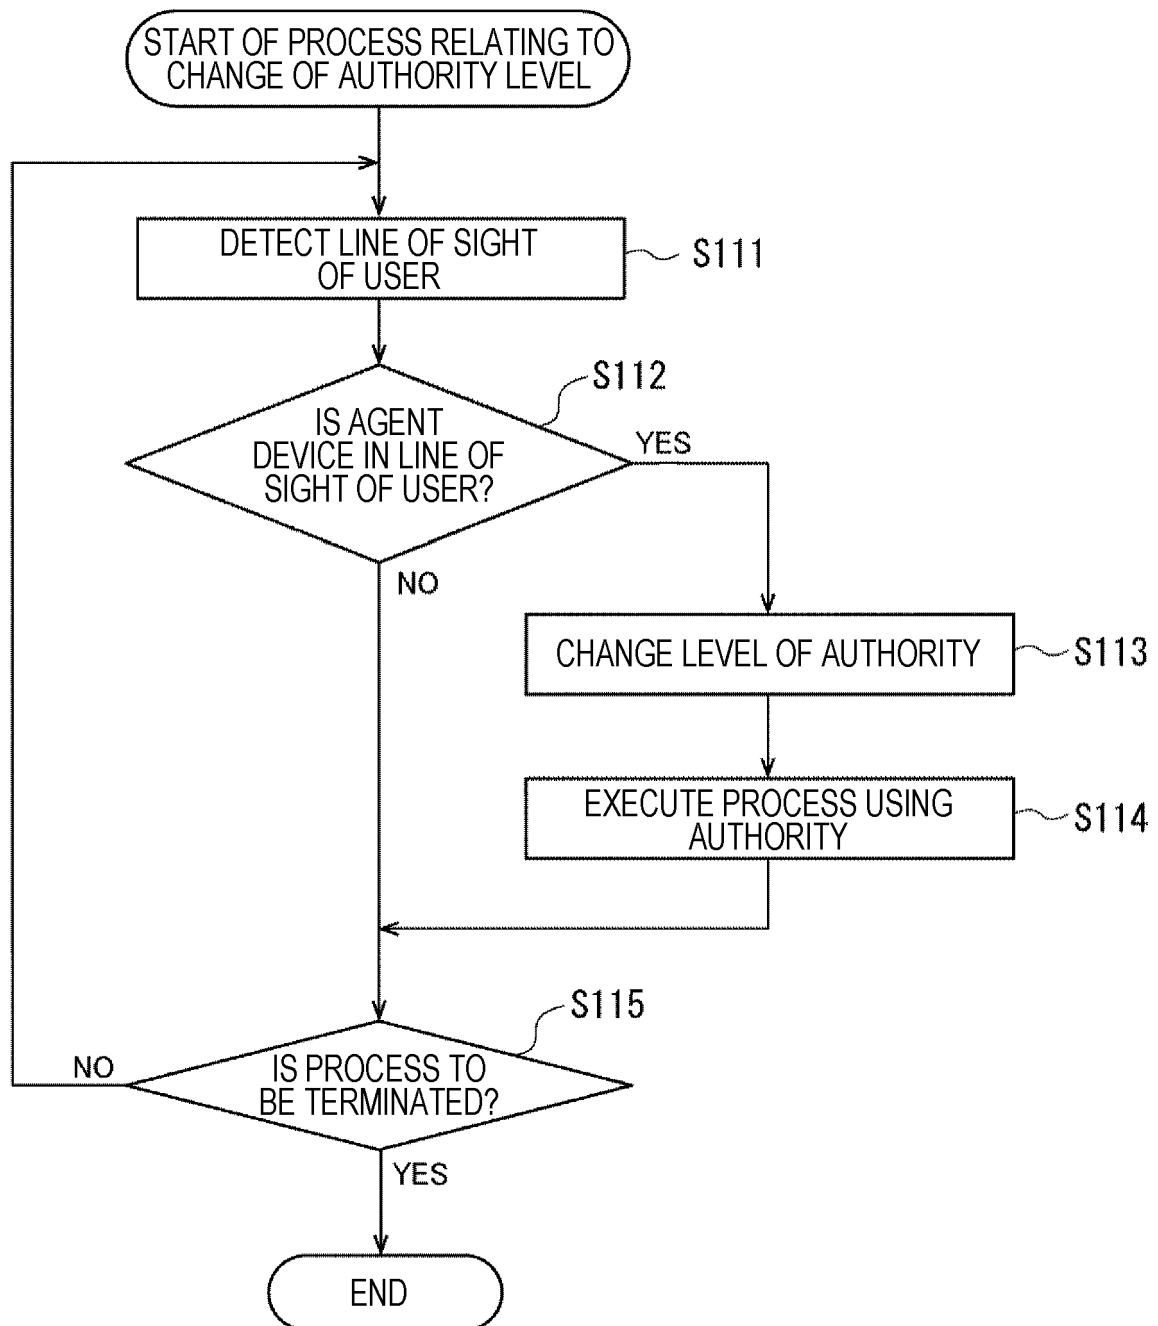 START OF PROCESS RELATING TO
CHANGE OF AUTHORITY LEVEL
DETECT LINE OF SIGHT
OF USER
S111
S112
IS AGENT
DEVICE IN LINE OF
SIGHT OF USER?
YES
NO
CHANGE LEVEL OF AUTHORITY
S113
EXECUTE PROCESS USING
AUTHORITY
S114
S115
IS PROCESS TO
BE TERMINATED?
NO
YES
END